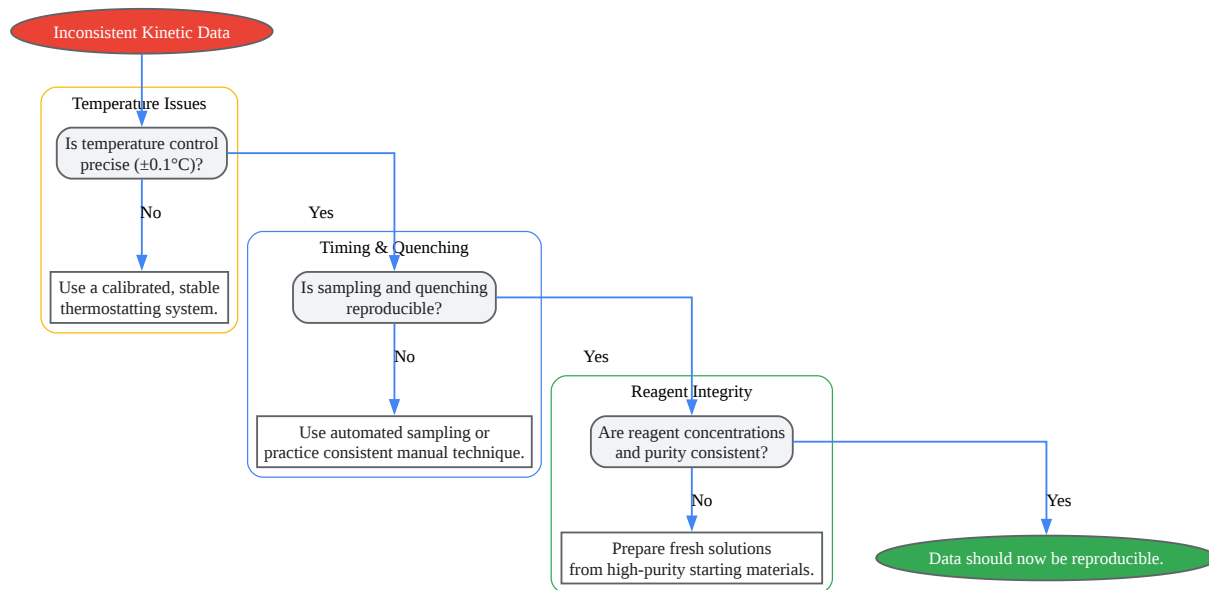 Inconsistent Kinetic Data
Temperature Issues
Is temperature control
precise (±0.1°C)?
No
Yes
Use a calibrated, stable
thermostatting system.
Timing & Quenching
Is sampling and quenching
reproducible?
No
Yes
Use automated sampling or
practice consistent manual technique.
Reagent Integrity
Are reagent concentrations
and purity consistent?
No
Yes
Prepare fresh solutions
from high-purity starting materials.
Data should now be reproducible.